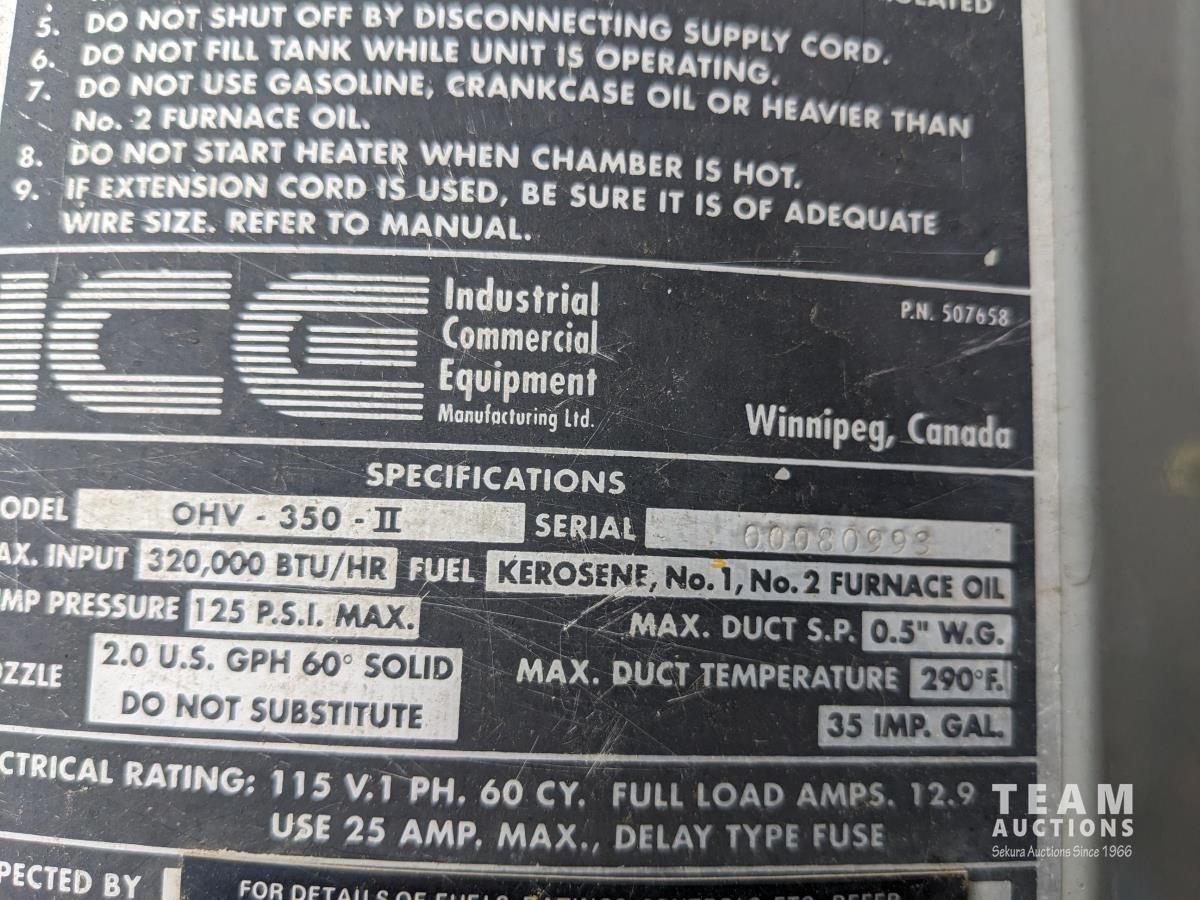 5. DO NOT SHUT OFF BY DISCONNECTING SUPPLY CORD.
6. DO NOT FILL TANK WHILE UNIT IS OPERATING.
7. DO NOT USE GASOLINE, CRANKCASE OIL OR HEAVIER THAN
No. 2 FURNACE OIL.
8. DO NOT START HEATER WHEN CHAMBER IS HOT.
9. IF EXTENSION CORD IS USED, BE SURE IT IS OF ADEQUATE
WIRE SIZE. REFER TO MANUAL.
ICE
Industrial
Commercial
Equipment
Manufacturing Ltd.
P.N. 507658
Winnipeg, Canada
SPECIFICATIONS
ODEL OHV - 350 - II SERIAL 00080993
AX. INPUT 320,000 BTU/HR FUEL KEROSENE, No. 1, No. 2 FURNACE OIL
MP PRESSURE 125 P.S.I. MAX. MAX. DUCT S.P. 0.5" W.G.
ZZLE 2.0 U.S. GPH 60° SOLID MAX. DUCT TEMPERATURE 290°F.
DO NOT SUBSTITUTE 35 IMP. GAL.
CTRICAL RATING: 115 V.1 PH. 60 CY. FULL LOAD AMPS. 12.9
USE 25 AMP. MAX., DELAY TYPE FUSE
PECTED BY
TEAM
AUCTIONS
Sekura Auctions Since 1966